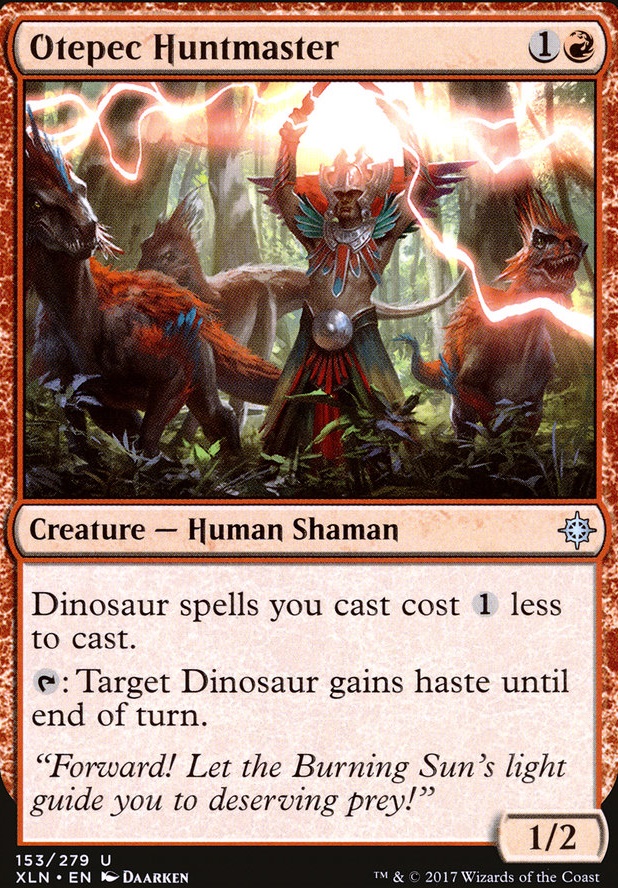 Otepec Huntmaster 1
Creature — Human Shaman
Dinosaur spells you cast cost 1 less
to cast.
: Target Dinosaur gains haste until
end of turn.
“Forward! Let the Burning Sun’s light
guide you to deserving prey!”
1/2
153/279 U
XLN • EN Daarken
™ & © 2017 Wizards of the Coast